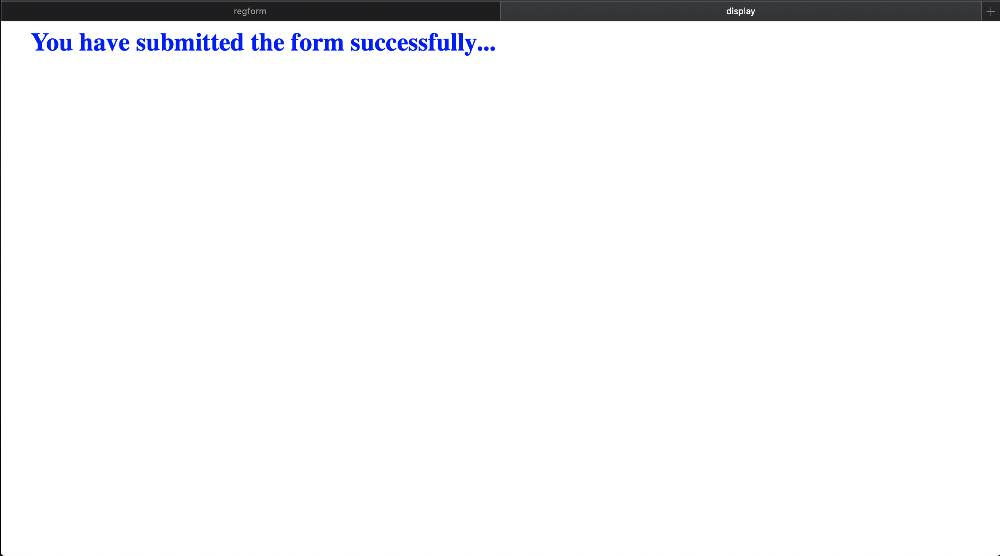 regform
display
You have submitted the form successfully...